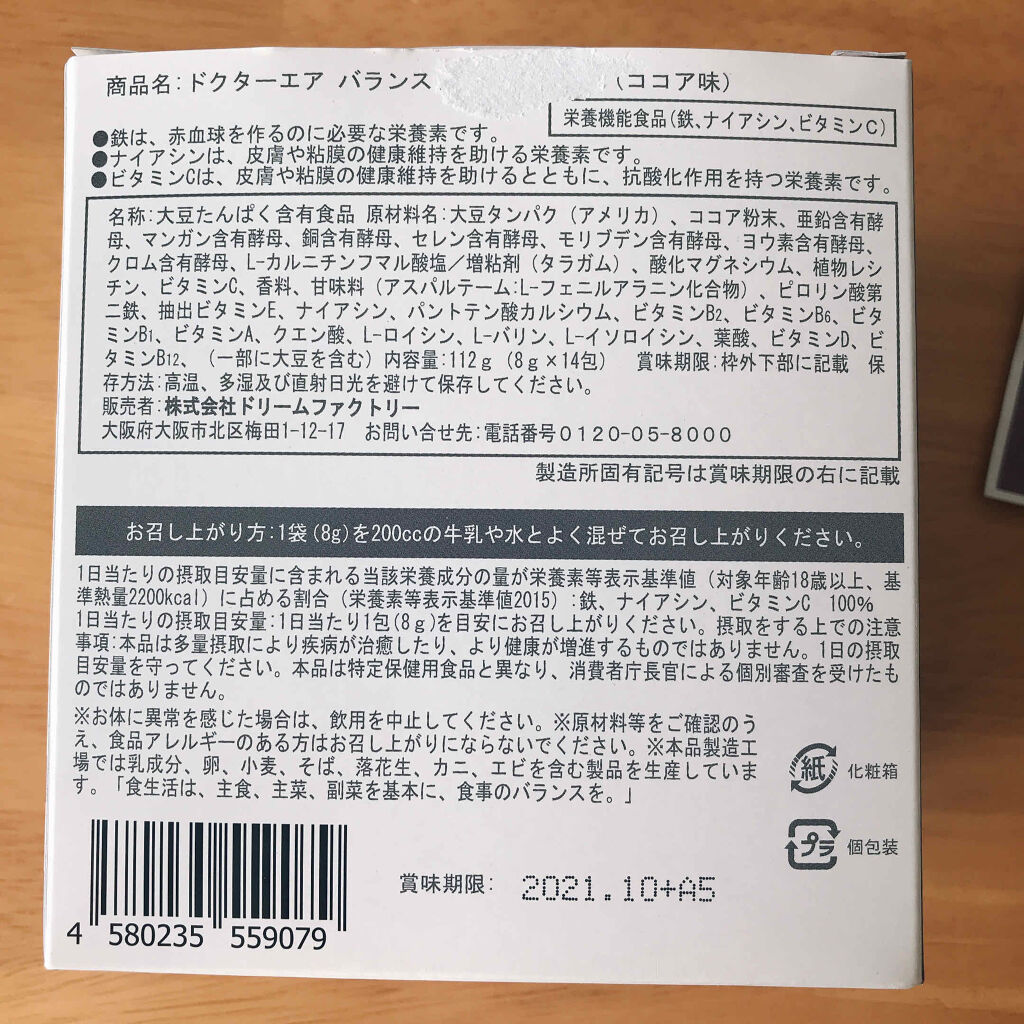 商品名:ドクターエア バランス (ココア味)
栄養機能食品(鉄、ナイアシン、ビタミンC)
●鉄は、赤血球を作るのに必要な栄養素です。
●ナイアシンは、皮膚や粘膜の健康維持を助ける栄養素です。
●ビタミンCは、皮膚や粘膜の健康維持を助けるとともに、抗酸化作用を持つ栄養素です。
名称:大豆たんぱく含有食品 原材料名:大豆タンパク(アメリカ)、ココア粉末、亜鉛含有酵
母、マンガン含有酵母、銅含有酵母、セレン含有酵母、モリブデン含有酵母、ヨウ素含有酵母、
クロム含有酵母、L-カルニチンフマル酸塩/増粘剤(タラガム)、酸化マグネシウム、植物レシ
チン、ビタミンC、香料、甘味料(アスパルテーム:L-フェニルアラニン化合物)、ピロリン酸第
二鉄、抽出ビタミンE、ナイアシン、パントテン酸カルシウム、ビタミンB2、ビタミンB6、ビタ
ミンB1、ビタミンA、クエン酸、L-ロイシン、L-バリン、L-イソロイシン、葉酸、ビタミンD、ビ
タミンB12、(一部に大豆を含む)内容量:112g(8g×14包) 賞味期限:枠外下部に記載 保
存方法:高温、多湿及び直射日光を避けて保存してください。
販売者:株式会社ドリームファクトリー
大阪府大阪市北区梅田1-12-17 お問い合せ先:電話番号0120-05-8000
製造所固有記号は賞味期限の右に記載
お召し上がり方:1袋(8g)を200ccの牛乳や水とよく混ぜてお召し上がりください。
1日当たりの摂取目安量に含まれる当該栄養成分の量が栄養素等表示基準値(対象年齢18歳以上、基
準熱量2200kcal)に占める割合(栄養素等表示基準値2015):鉄、ナイアシン、ビタミンC 100%
1日当たりの摂取目安量:1日当たり1包(8g)を目安にお召し上がりください。摂取をする上での注意
事項:本品は多量摂取により疾病が治癒したり、より健康が増進するものではありません。1日の摂取
目安量を守ってください。本品は特定保健用食品と異なり、消費者庁長官による個別審査を受けたも
のではありません。
※お体に異常を感じた場合は、飲用を中止してください。※原材料等をご確認のう
え、食品アレルギーのある方はお召し上がりにならないでください。※本品製造工
場では乳成分、卵、小麦、そば、落花生、カニ、エビを含む製品を生産していま
す。「食生活は、主食、主菜、副菜を基本に、食事のバランスを。」
紙 化粧箱
プラ 個包装
賞味期限: 2021.10+A5
4 580235 559079